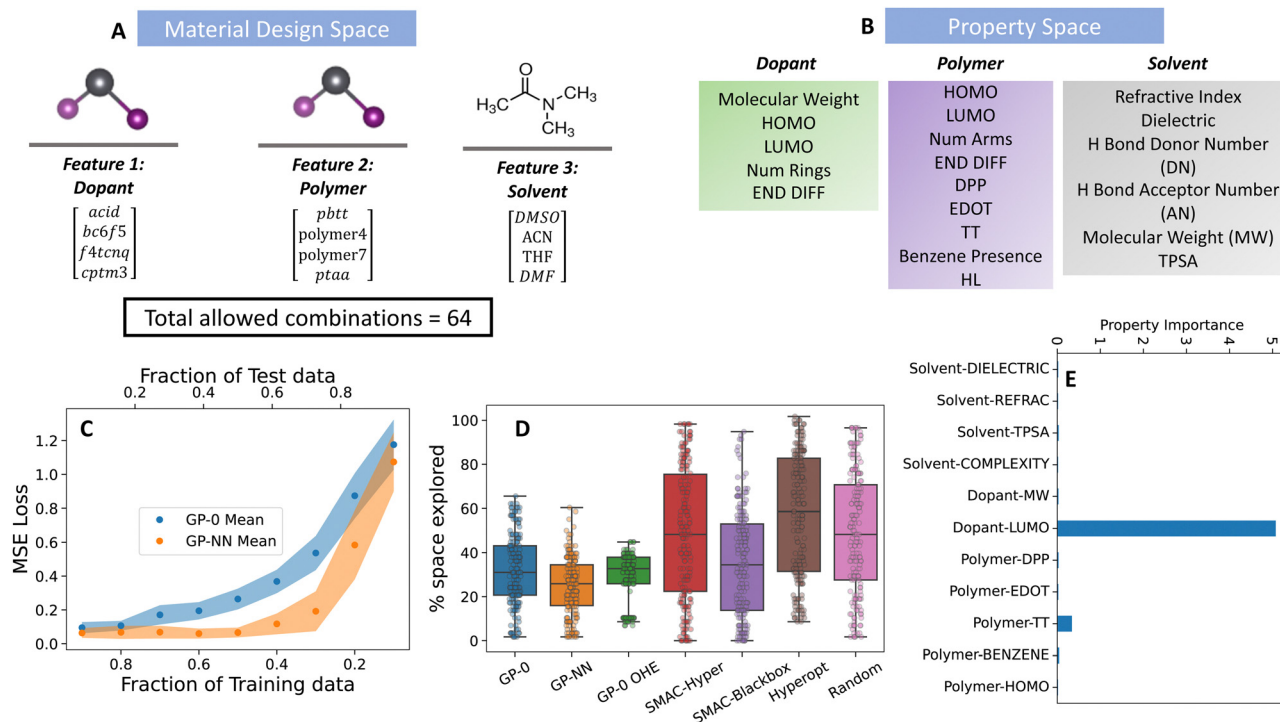 A
Material Design Space
O
H₃C
N
CH₃
CH₃
Feature 1:
Dopant
acid
bc6f5
f4tcnq
cptm3
Feature 2:
Polymer
pbtt
polymer4
polymer7
ptaa
Feature 3:
Solvent
DMSO
ACN
THF
DMF
Total allowed combinations = 64
B
Property Space
Dopant
Molecular Weight
HOMO
LUMO
Num Rings
END DIFF
Polymer
HOMO
LUMO
Num Arms
END DIFF
DPP
EDOT
TT
Benzene Presence
HL
Solvent
Refractive Index
Dielectric
H Bond Donor Number
(DN)
H Bond Acceptor Number
(AN)
Molecular Weight (MW)
TPSA
Fraction of Test data
0.2 0.4 0.6 0.8
C
MSE Loss
1.2
1.0
0.8
0.6
0.4
0.2
0.0
GP-0 Mean
GP-NN Mean
0.8 0.6 0.4 0.2
Fraction of Training data
D
% space explored
100
80
60
40
20
0
GP-0
GP-NN
GP-0 OHE
SMAC-Hyper
SMAC-Blackbox
Hyperopt
Random
Property Importance
0 1 2 3 4 5
E
Solvent-DIELECTRIC
Solvent-REFRAC
Solvent-TPSA
Solvent-COMPLEXITY
Dopant-MW
Dopant-LUMO
Polymer-DPP
Polymer-EDOT
Polymer-TT
Polymer-BENZENE
Polymer-HOMO